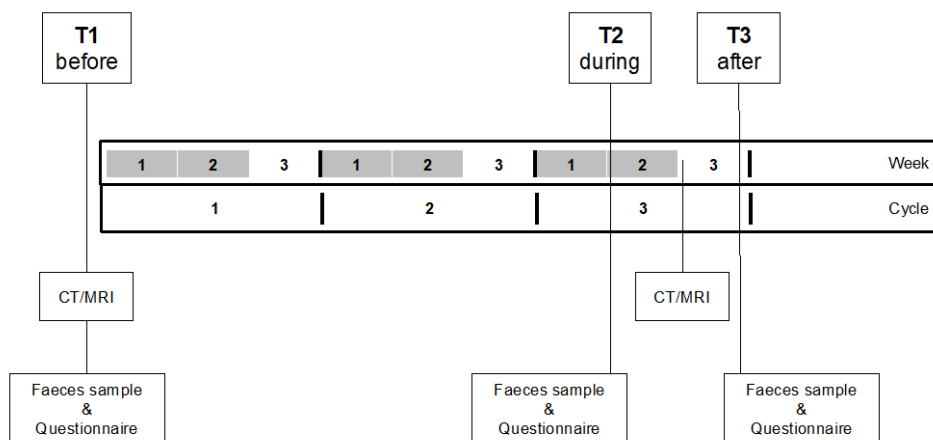 T1
before
T2
during
T3
after
1 2 3 1 2 3 1 2 3 Week
1 2 3 Cycle
CT/MRI
CT/MRI
Faeces sample
&
Questionnaire
Faeces sample
&
Questionnaire
Faeces sample
&
Questionnaire